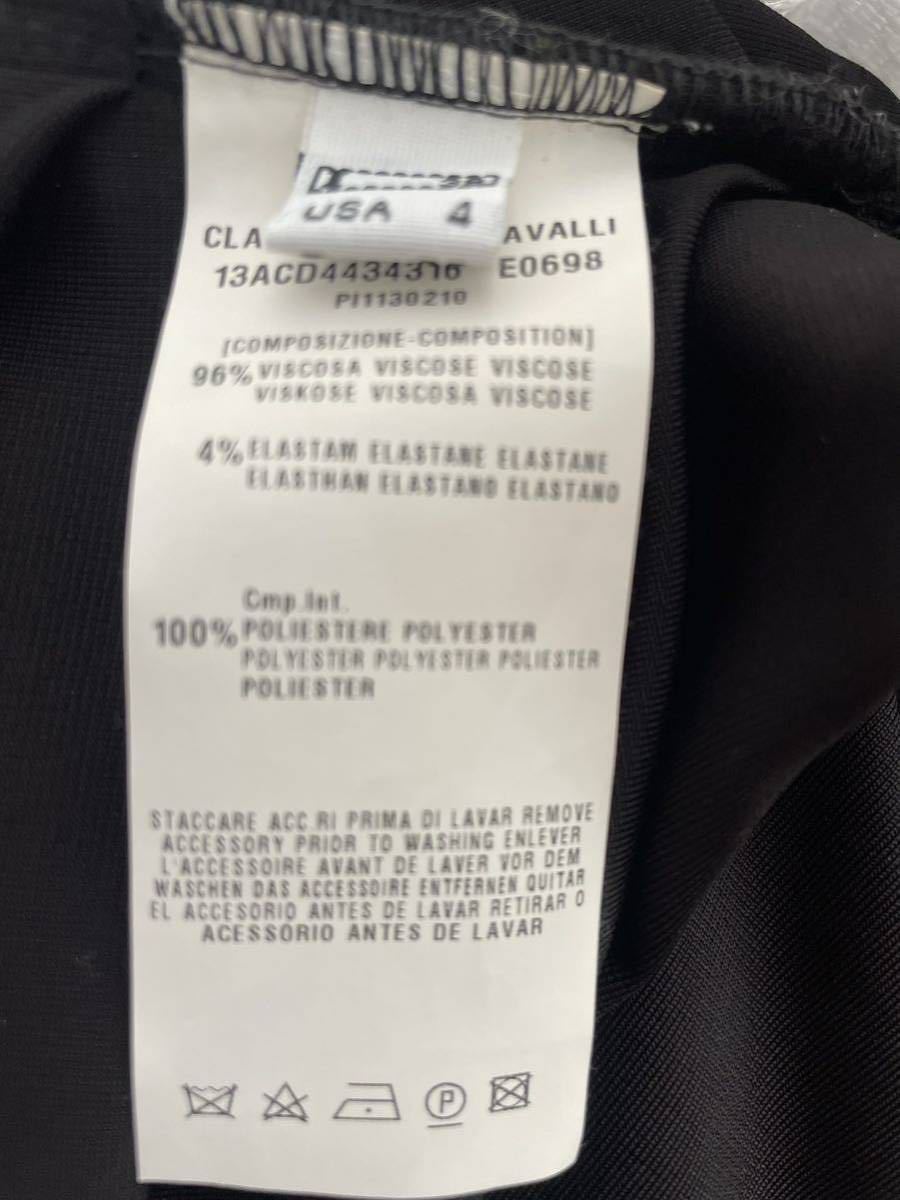 USA 4
CLA AVALLI
13ACD4434316 E0698
PI1130210
[COMPOSIZIONE-COMPOSITION]
96% VISCOSA VISCOSE VISCOSE
VISKOSE VISCOSA VISCOSE
4% ELASTAM ELASTANE ELASTANE
ELASTHAN ELASTANO ELASTANO
Cmp.Int.
100% POLIESTERE POLYESTER
POLYESTER POLYESTER POLIESTER
POLIESTER
STACCARE ACC.RI PRIMA DI LAVAR REMOVE
ACCESSORY PRIOR TO WASHING ENLEVER
L'ACCESSOIRE AVANT DE LAVER VOR DEM
WASCHEN DAS ACCESSOIRE ENTFERNEN QUITAR
EL ACCESORIO ANTES DE LAVAR RETIRAR O
ACESSORIO ANTES DE LAVAR
P